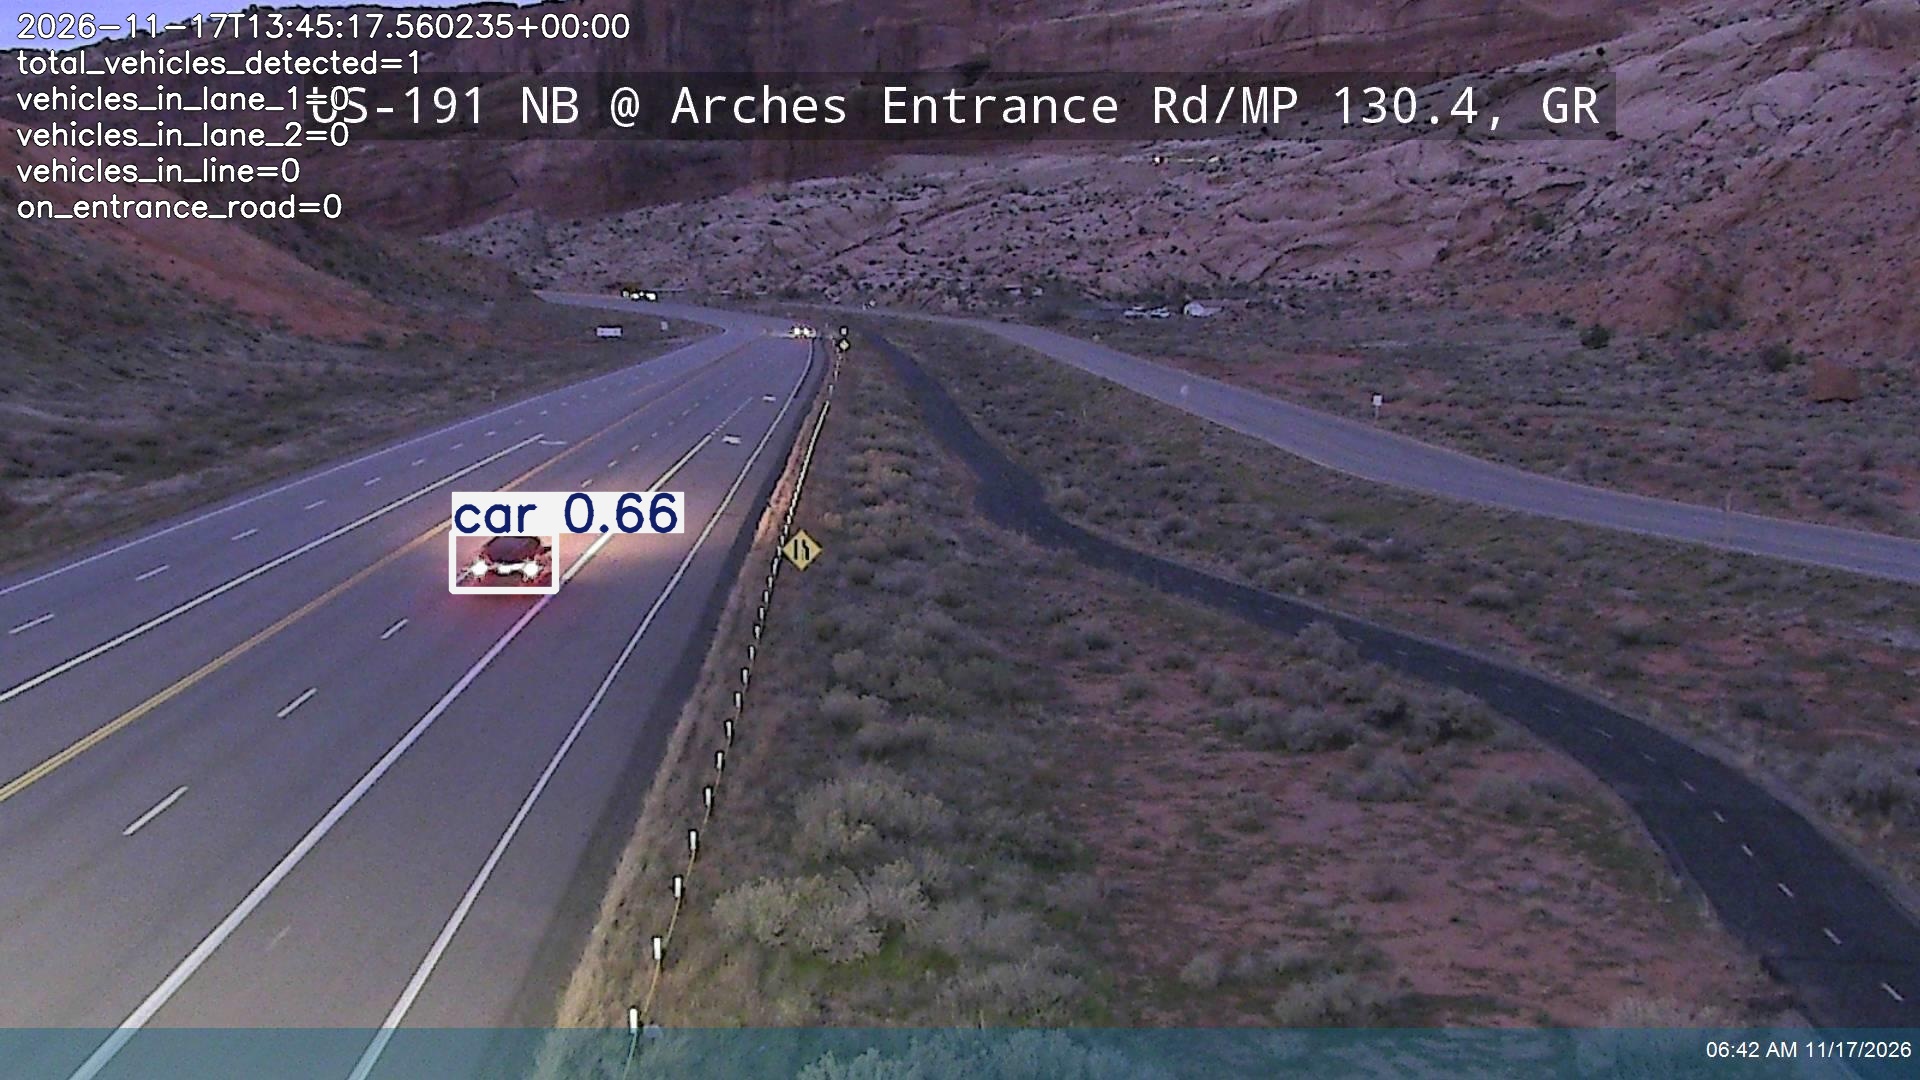 2026-11-17T13:45:17.560235+00:00
total_vehicles_detected=1
vehicles_in_lane_1=0
US-191 NB @ Arches Entrance Rd/MP 130.4, GR
vehicles_in_lane_2=0
vehicles_in_line=0
on_entrance_road=0
car 0.66
06:42 AM 11/17/2026